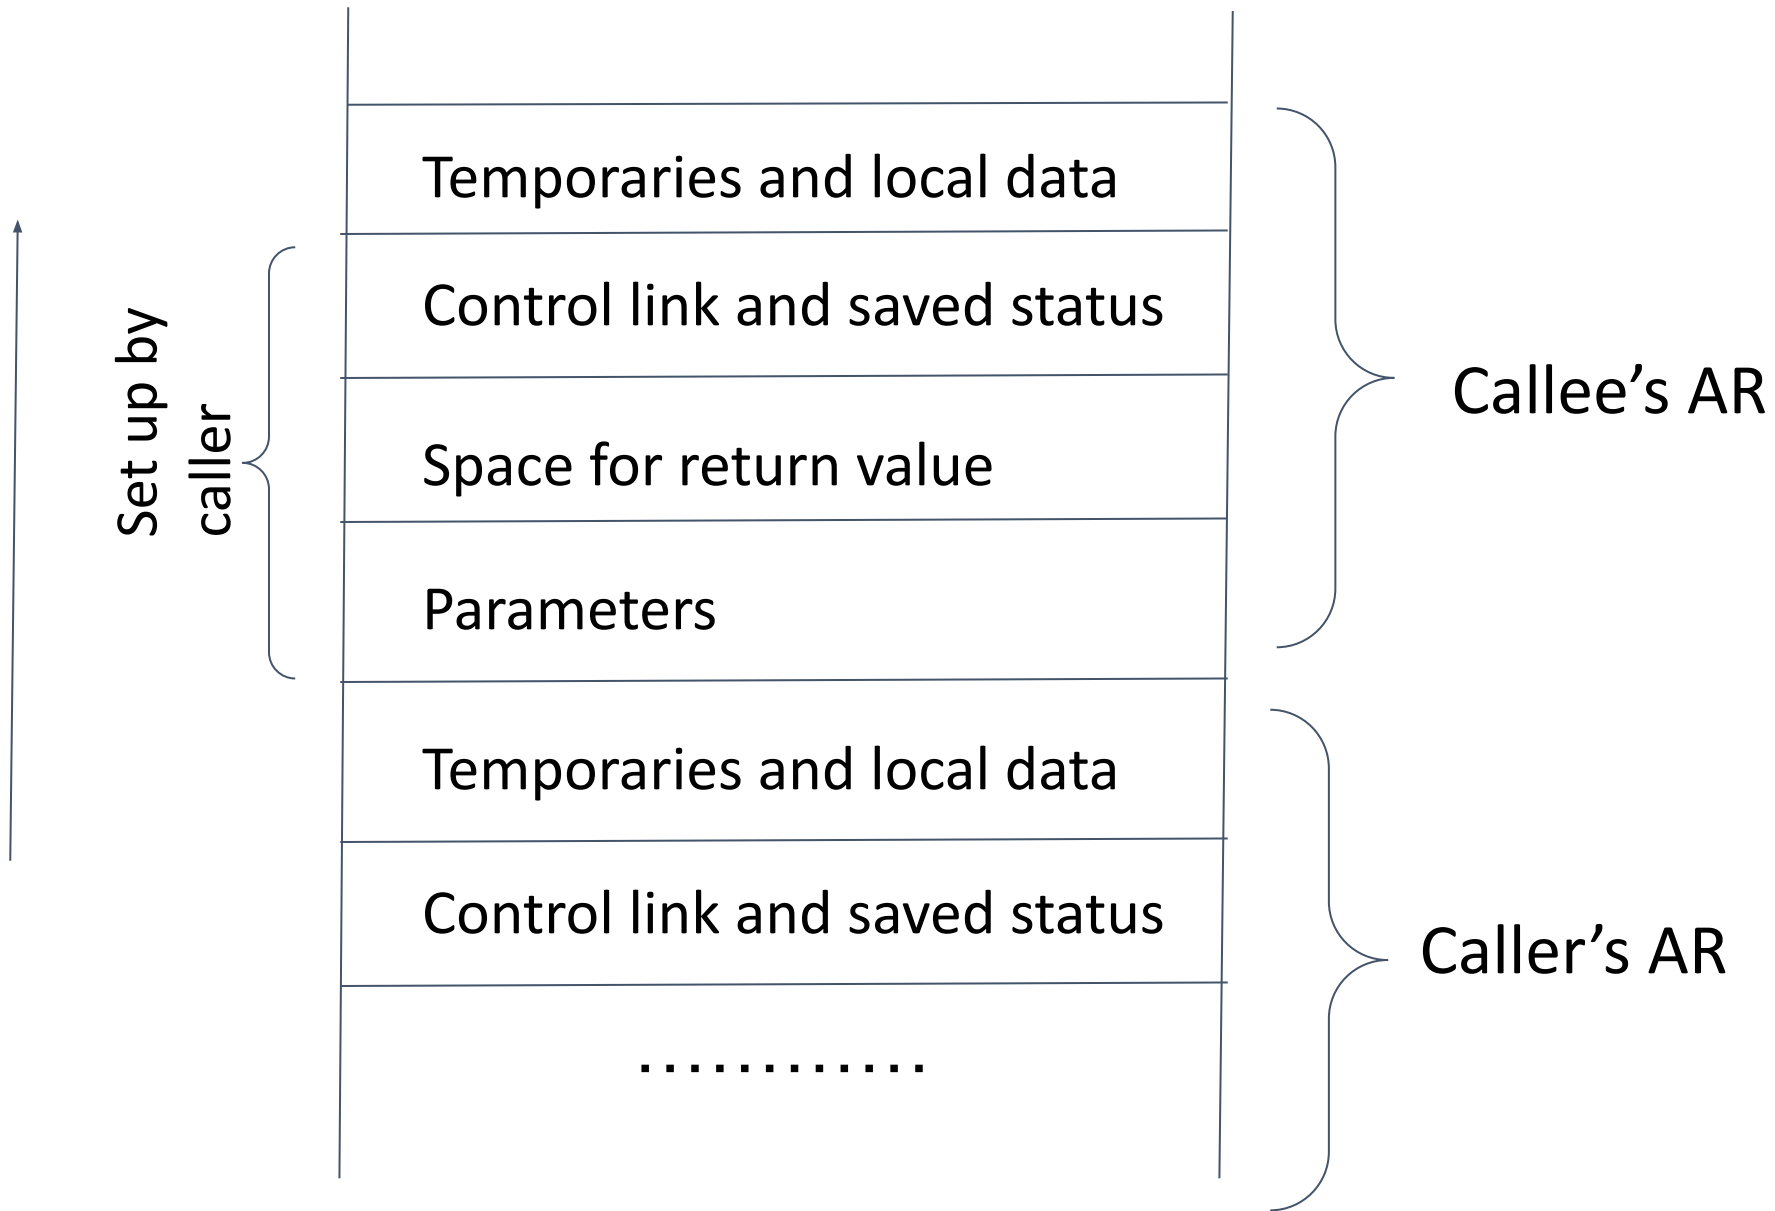 Temporaries and local data
Control link and saved status
Space for return value
Parameters
Temporaries and local data
Control link and saved status
............
Set up by
caller
Callee’s AR
Caller’s AR